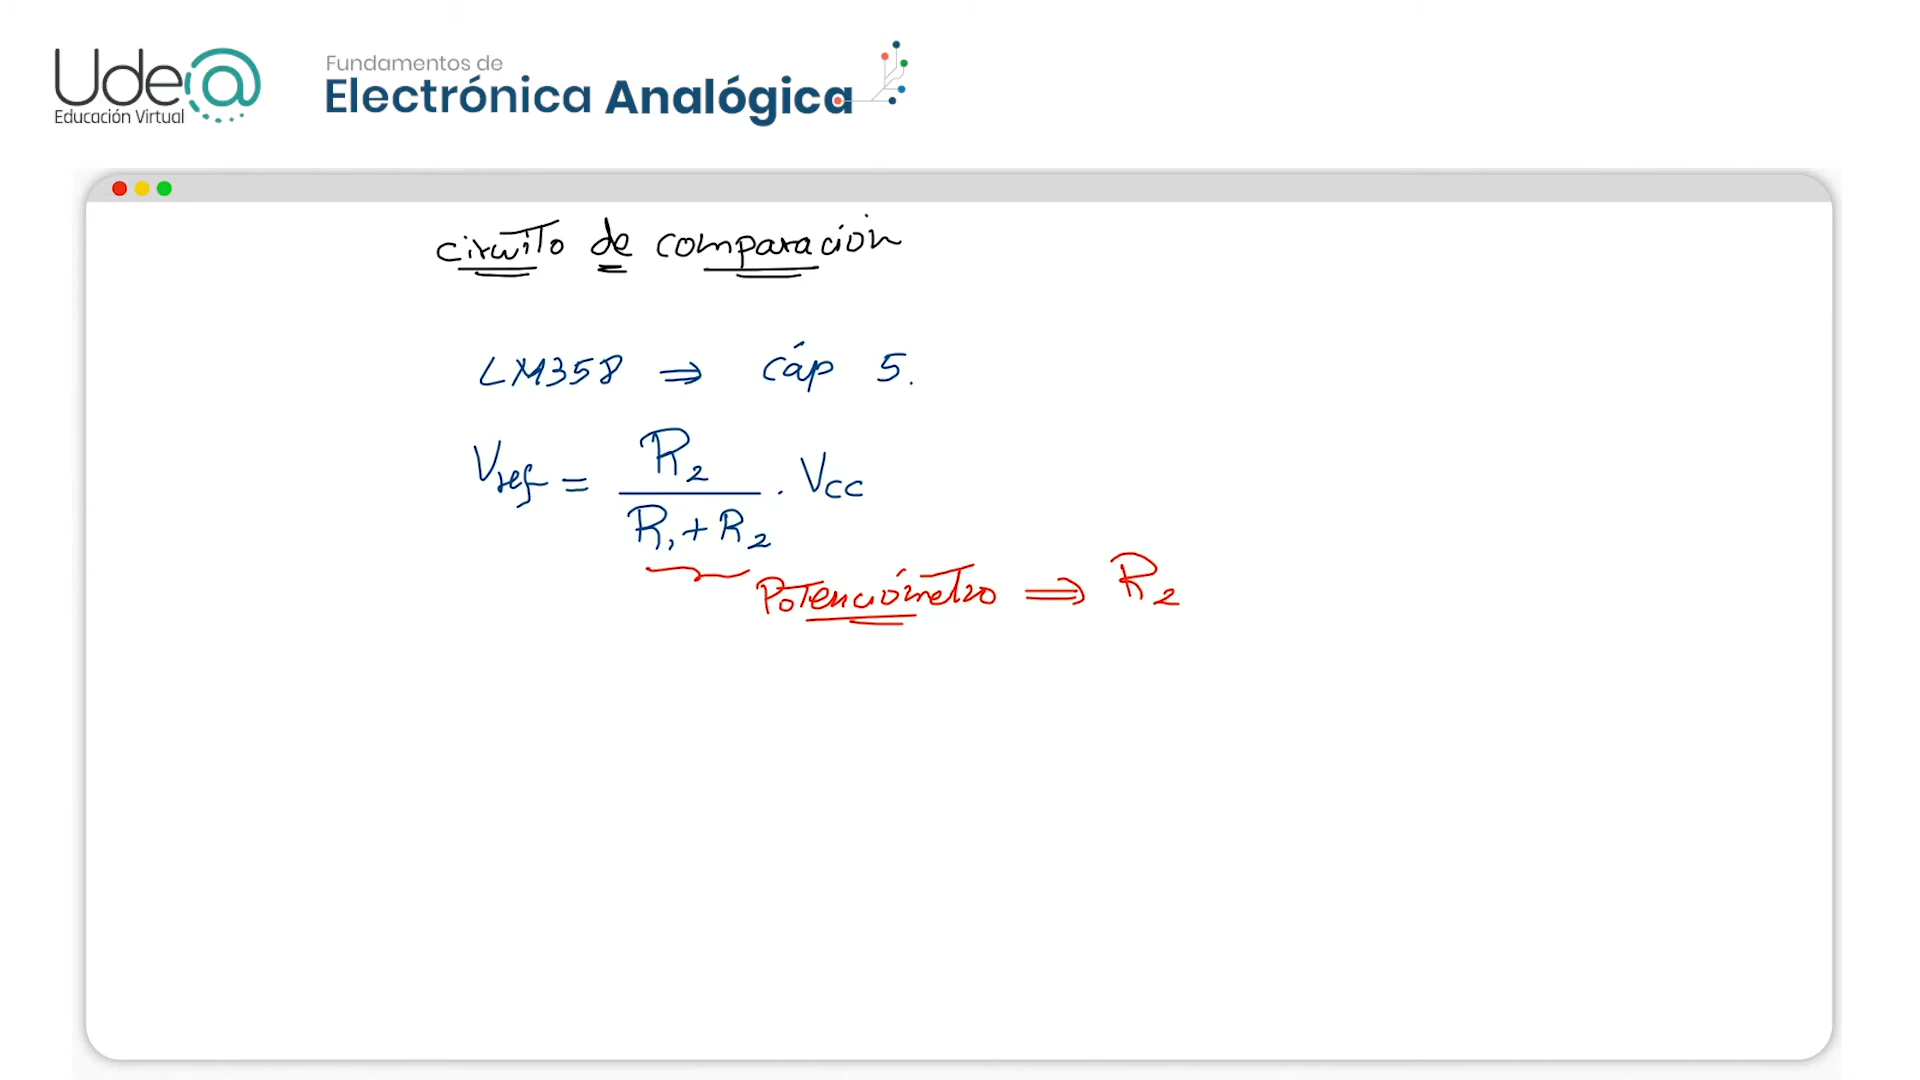 Ude@
Educación Virtual
Fundamentos de
Electrónica Analógica
circuito de comparación
LM358 ⇒ cáp 5.
Vref = R2 / R1 + R2 . Vcc
Potenciómetro ⇒ R2